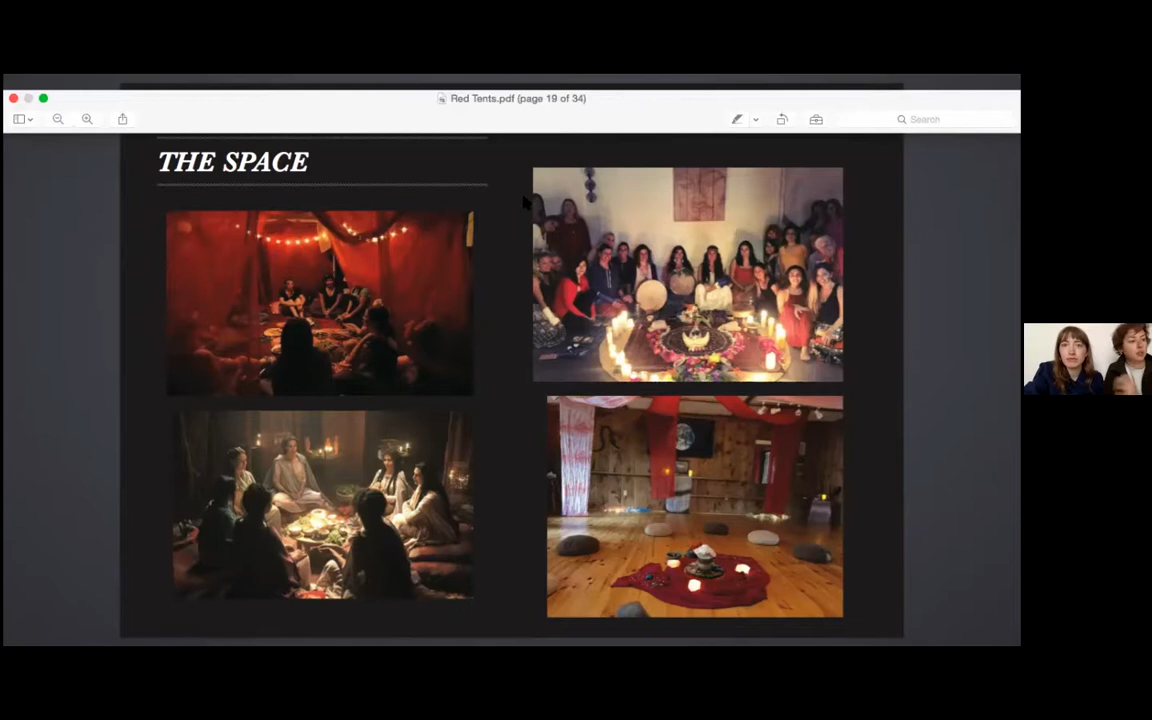 Red Tents.pdf (page 19 of 34)
Search
THE SPACE